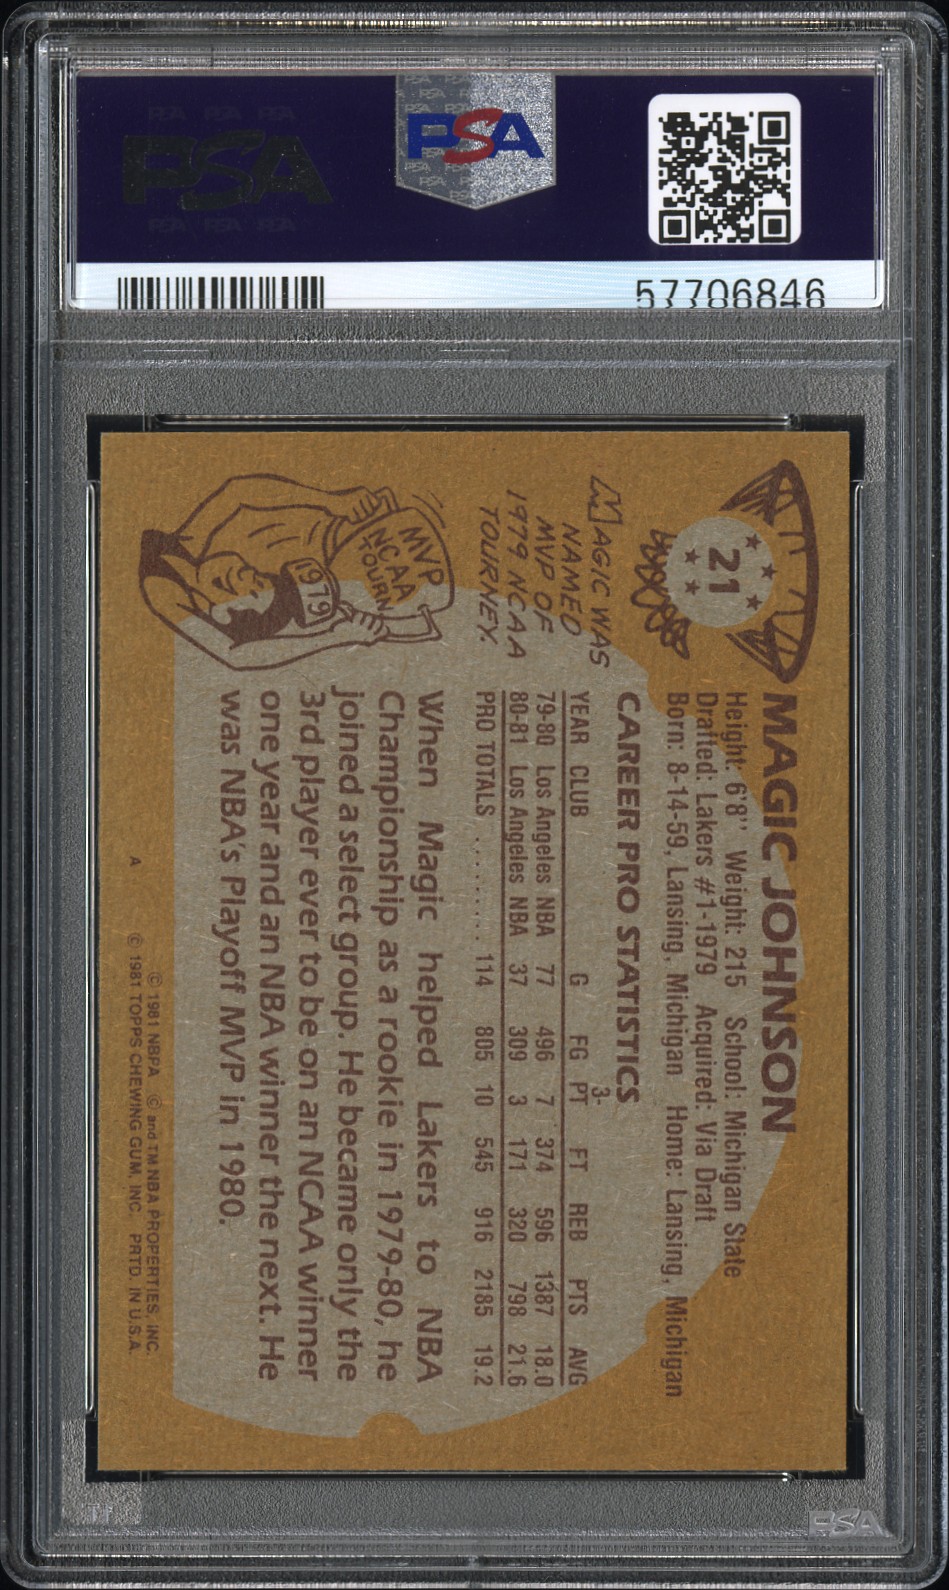 PSA
PSA
57706846
21
MAGIC JOHNSON
Height: 6'8" Weight: 215 School: Michigan State
Drafted: Lakers #1-1979 Acquired: Via Draft
Born: 8-14-59, Lansing, Michigan Home: Lansing, Michigan
CAREER PRO STATISTICS
YEAR CLUB G FG 3-PT FT REB PTS AVG
79-80 Los Angeles NBA 77 496 7 374 596 1387 18.0
80-81 Los Angeles NBA 37 309 3 171 320 798 21.6
PRO TOTALS ......... 114 805 10 545 916 2185 19.2
MAGIC WAS
NAMED
MVP OF
1979 NCAA
TOURNEY.
MVP
NCAA
TOURN
1979
When Magic helped Lakers to NBA
Championship as a rookie in 1979-80, he
joined a select group. He became only the
3rd player ever to be on an NCAA winner
one year and an NBA winner the next. He
was NBA's Playoff MVP in 1980.
© 1981 NBPA © and TM NBA PROPERTIES, INC.
A © 1981 TOPPS CHEWING GUM, INC. PRTD. IN U.S.A.
PSA